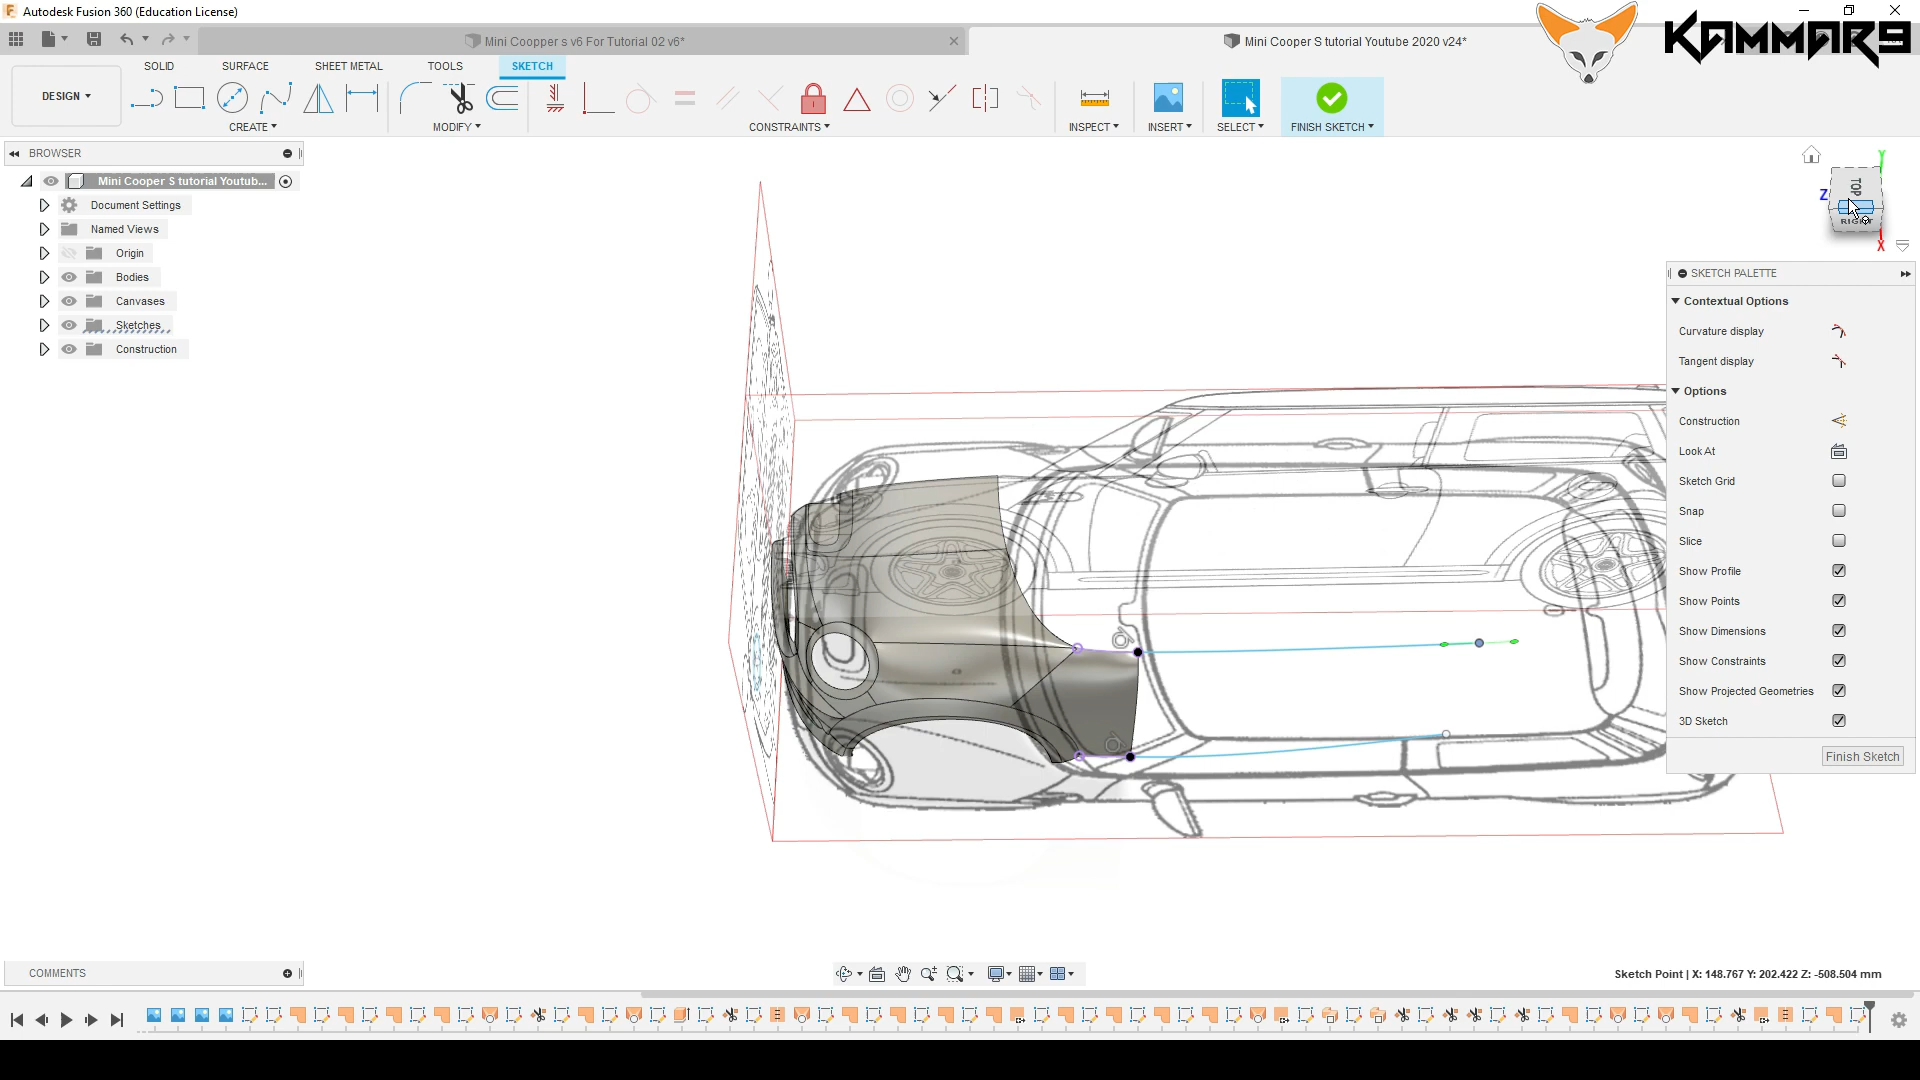 Autodesk Fusion 360 (Education License)
KAMMAR9
Mini Coopper s v6 For Tutorial 02 v6*
Mini Cooper S tutorial Youtube 2020 v24*
DESIGN
SOLID
SURFACE
SHEET METAL
TOOLS
SKETCH
CREATE
MODIFY
CONSTRAINTS
INSPECT
INSERT
SELECT
FINISH SKETCH
BROWSER
Mini Cooper S tutorial Youtub...
Document Settings
Named Views
Origin
Bodies
Canvases
Sketches
Construction
Y
Z
TOP
RIGHT
X
SKETCH PALETTE
Contextual Options
Curvature display
Tangent display
Options
Construction
Look At
Sketch Grid
Snap
Slice
Show Profile
Show Points
Show Dimensions
Show Constraints
Show Projected Geometries
3D Sketch
Finish Sketch
COMMENTS
Sketch Point | X: 148.767 Y: 202.422 Z: -508.504 mm